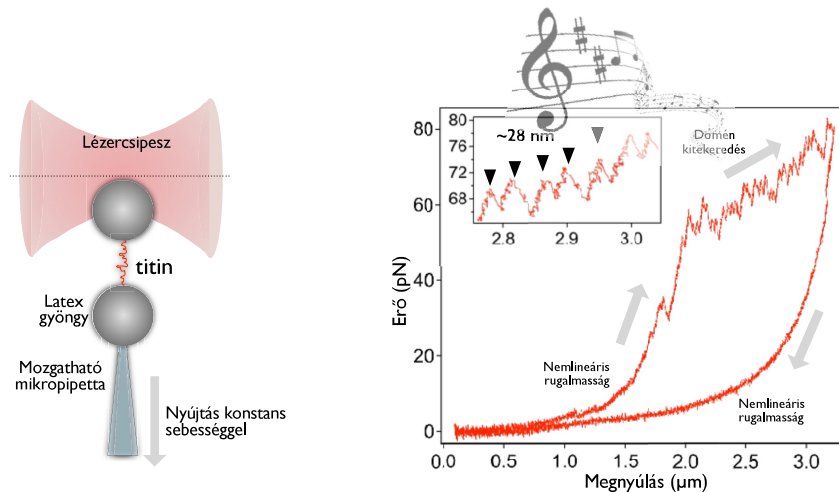 Lézercsipesz
titin
Latex
gyöngy
Mozgatható
mikropipetta
Nyújtás konstans
sebességgel
80
76
72
68
~28 nm
2.8
2.9
3.0
Domén
kitekeredés
80
60
40
20
0
Erő (pN)
Nemlineáris
rugalmasság
Nemlineáris
rugalmasság
0.0
0.5
1.0
1.5
2.0
2.5
3.0
Megnyúlás (µm)